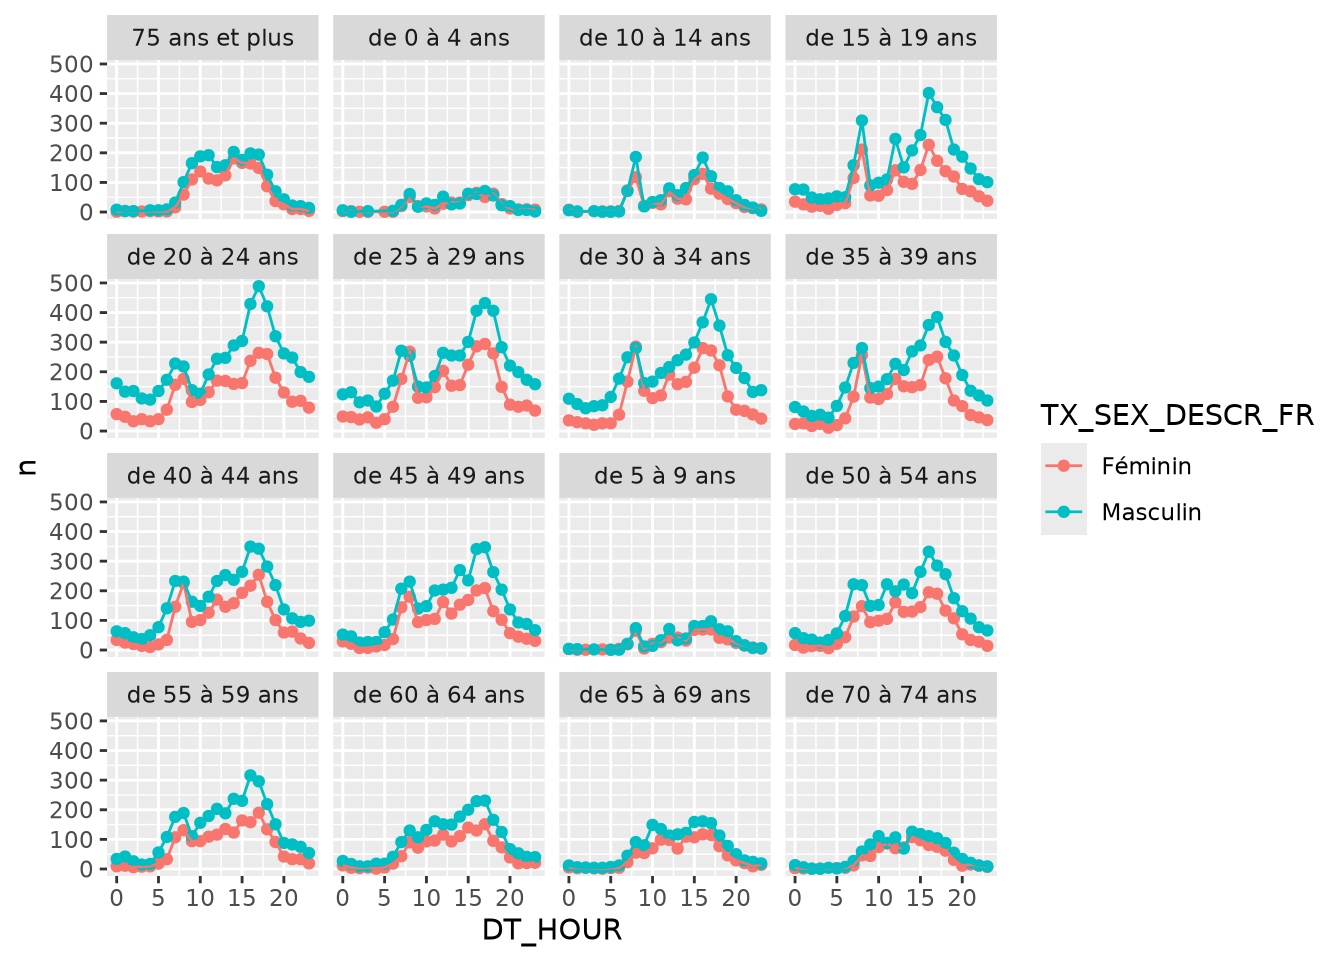 75 ans et plus
de 0 à 4 ans
de 10 à 14 ans
de 15 à 19 ans
500
400
300
200
100
0
de 20 à 24 ans
de 25 à 29 ans
de 30 à 34 ans
de 35 à 39 ans
500
400
300
200
100
0
de 40 à 44 ans
de 45 à 49 ans
de 5 à 9 ans
de 50 à 54 ans
500
400
300
200
100
0
de 55 à 59 ans
de 60 à 64 ans
de 65 à 69 ans
de 70 à 74 ans
500
400
300
200
100
0
0 5 10 15 20
0 5 10 15 20
0 5 10 15 20
0 5 10 15 20
DT_HOUR
n
TX_SEX_DESCR_FR
Féminin
Masculin